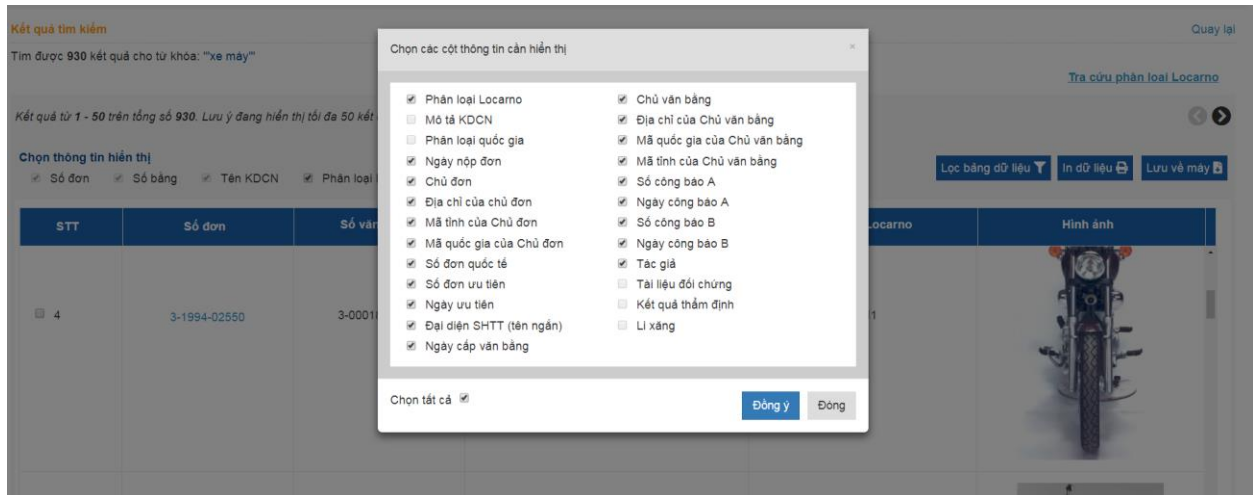 Kết quả tìm kiếm
Quay lại
Tìm được 930 kết quả cho từ khóa: "'xe máy'"
Tra cứu phân loại Locarno
Kết quả từ 1 - 50 trên tổng số 930. Lưu ý đang hiển thị tối đa 50 kết
Chọn thông tin hiển thị
Số đơn
Số bằng
Tên KDCN
Phân loại
Lọc bảng dữ liệu
In dữ liệu
Lưu về máy
STT
Số đơn
Số văn
Locarno
Hình ảnh
4
3-1994-02550
Chọn các cột thông tin cần hiển thị
×
Phân loại Locarno
Mô tả KDCN
Phân loại quốc gia
Ngày nộp đơn
Chủ đơn
Địa chỉ của chủ đơn
Mã tỉnh của Chủ đơn
Mã quốc gia của Chủ đơn
Số đơn quốc tế
Số đơn ưu tiên
Ngày ưu tiên
Đại diện SHTT (tên ngắn)
Ngày cấp văn bằng
Chủ văn bằng
Địa chỉ của Chủ văn bằng
Mã quốc gia của Chủ văn bằng
Mã tỉnh của Chủ văn bằng
Số công báo A
Ngày công báo A
Số công báo B
Ngày công báo B
Tác giả
Tài liệu đối chứng
Kết quả thẩm định
Li xăng
Chọn tất cả
Đồng ý
Đóng